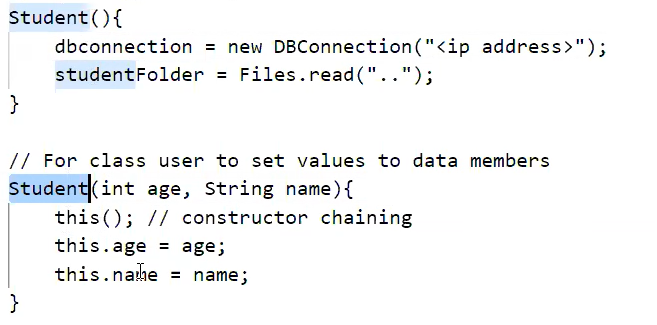 Student(){
    dbconnection = new DBConnection("<ip address>");
    studentFolder = Files.read("..");
}

// For class user to set values to data members
Student(int age, String name){
    this(); // constructor chaining
    this.age = age;
    this.name = name;
}